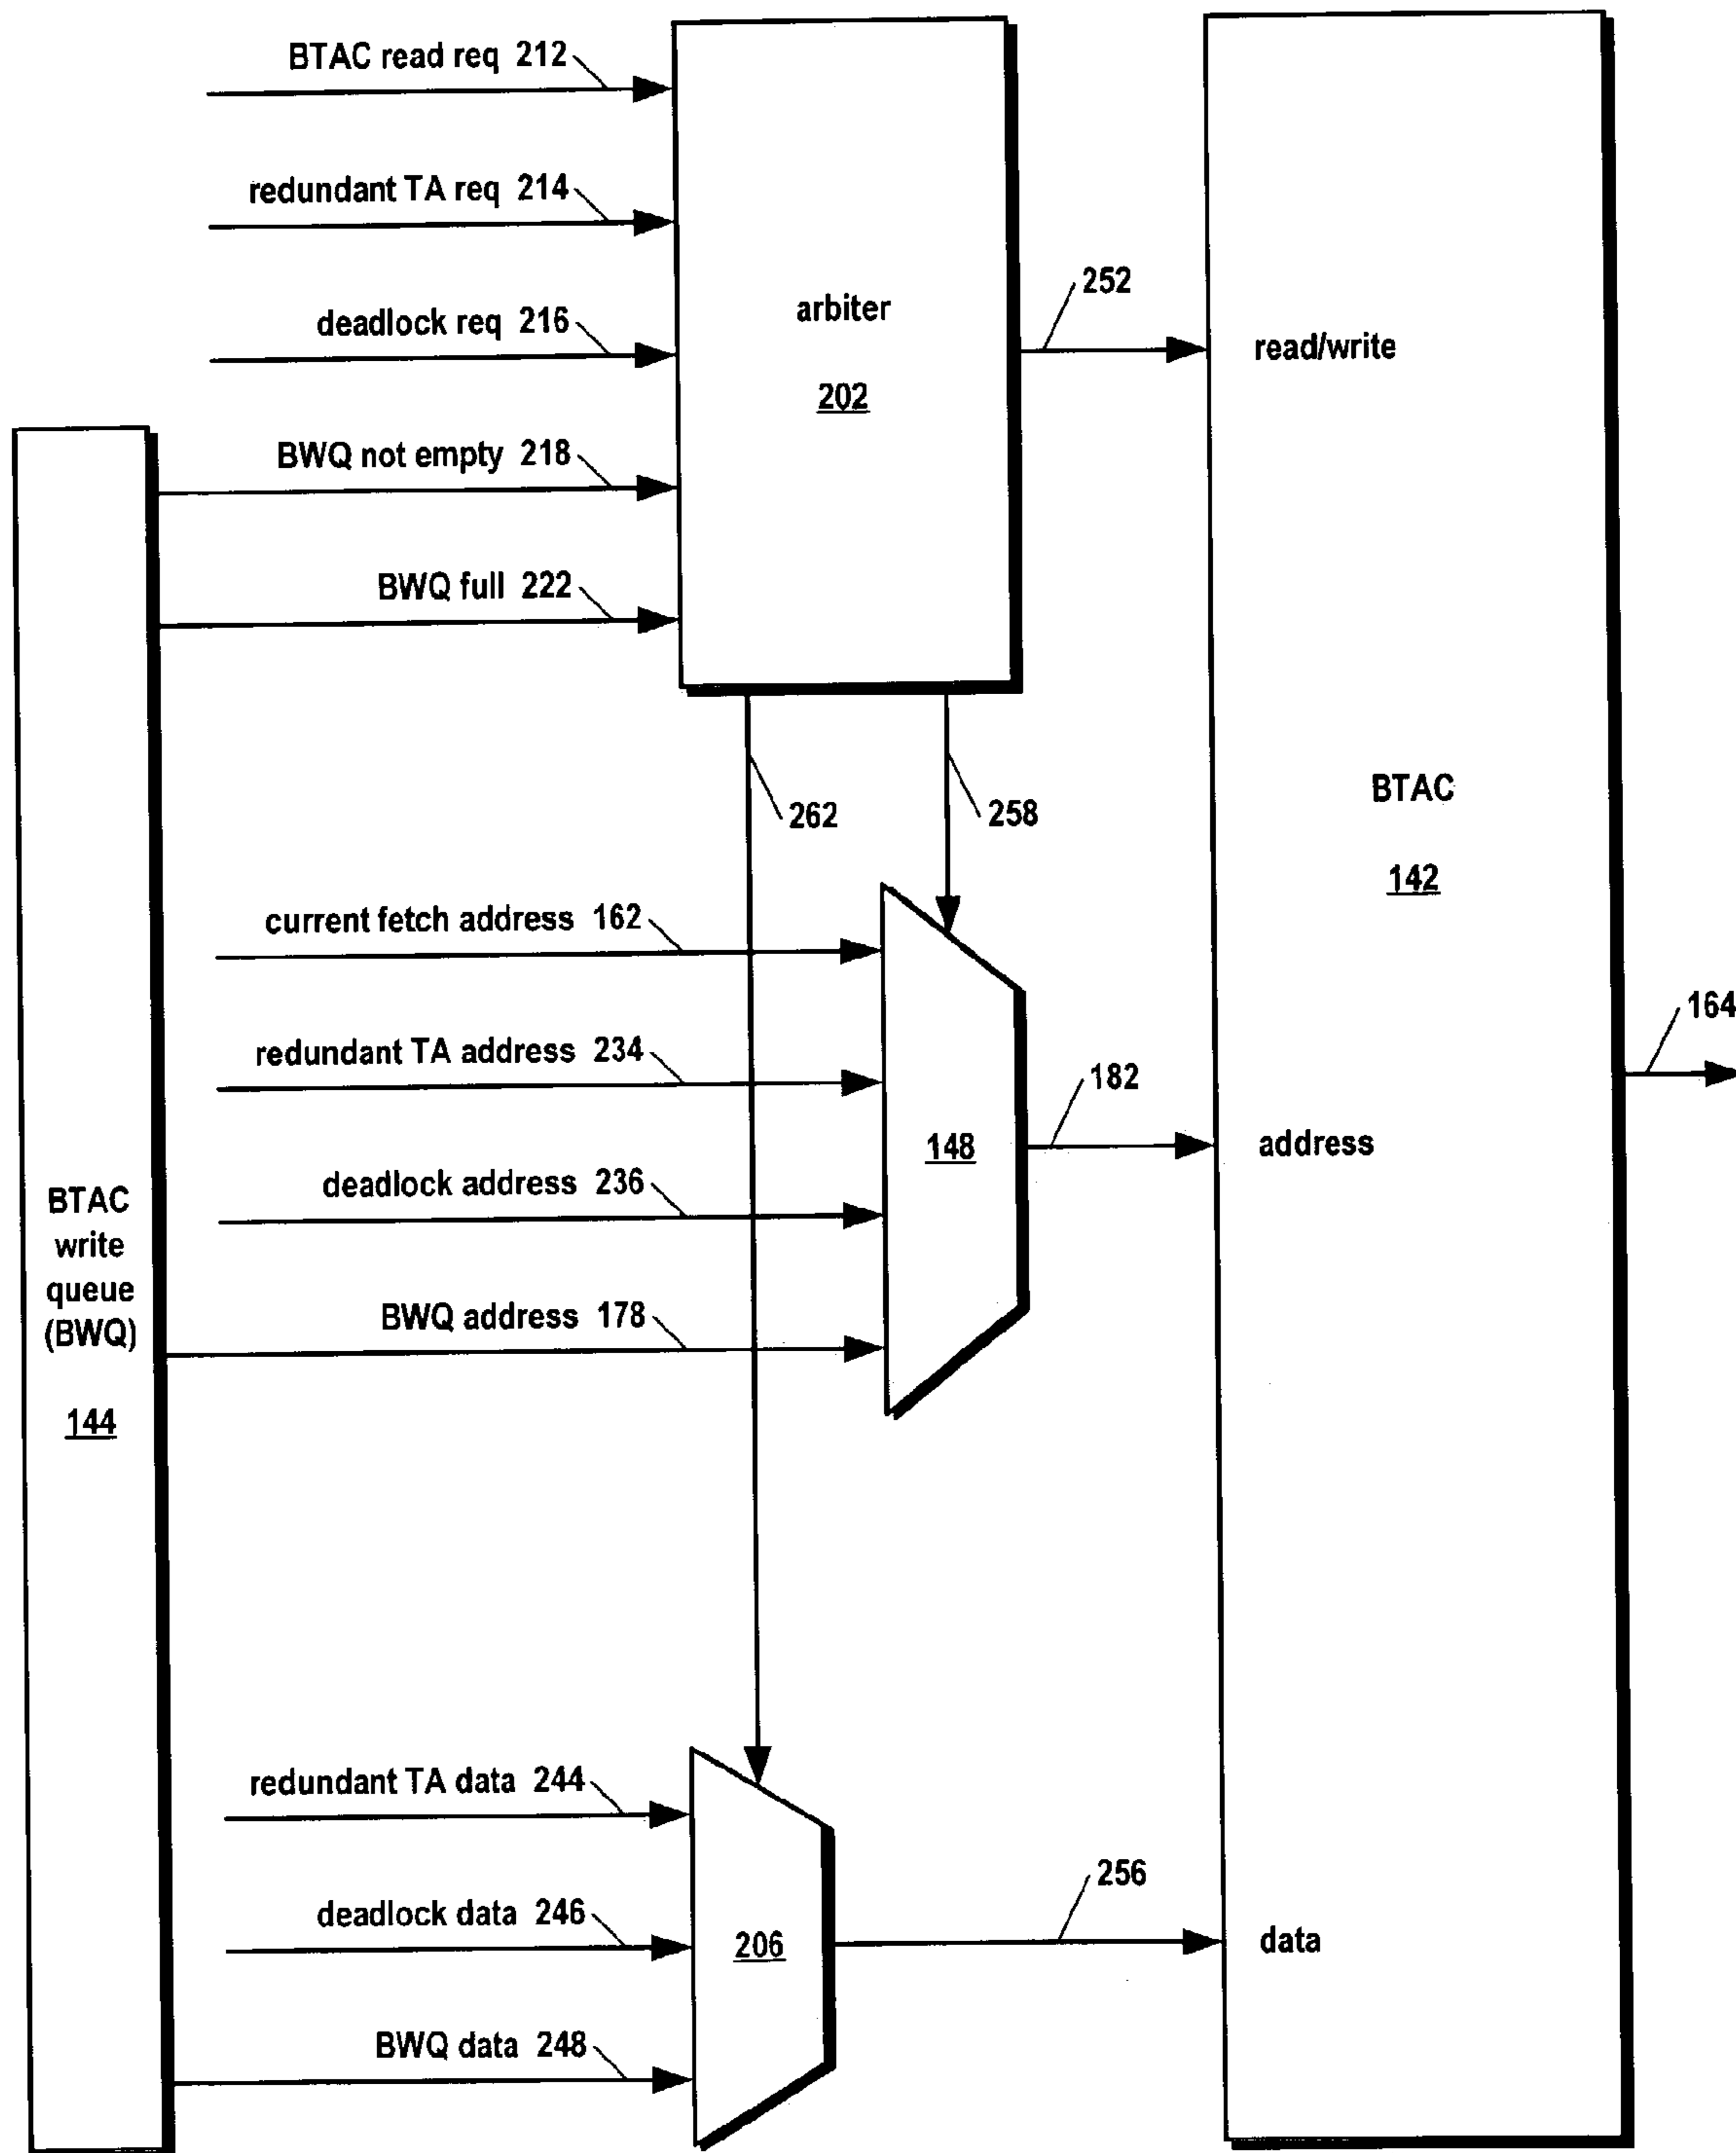 BTAC read req 212
redundant TA req 214
deadlock req 216
BWQ not empty 218
BWQ full 222
arbiter
202
252
read/write
262
258
BTAC
142
current fetch address 162
redundant TA address 234
deadlock address 236
BWQ address 178
148
182
address
164
BTAC
write
queue
(BWQ)
144
redundant TA data 244
deadlock data 246
BWQ data 248
206
256
data